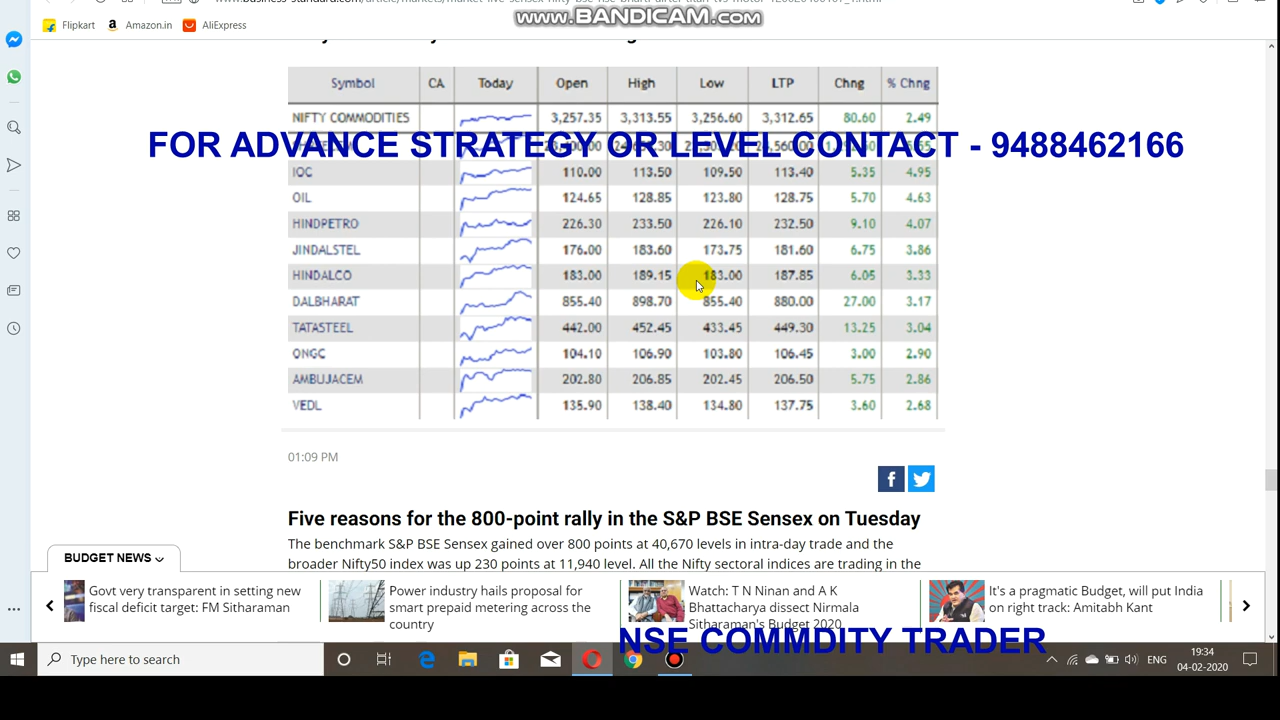 www.BANDICAM.com
Flipkart Amazon.in AliExpress
Symbol CA Today Open High Low LTP Chng % Chng
NIFTY COMMODITIES 3,257.35 3,313.55 3,256.60 3,312.65 80.60 2.49
FOR ADVANCE STRATEGY OR LEVEL CONTACT - 9488462166
IOC 110.00 113.50 109.50 113.40 5.35 4.95
OIL 124.65 128.85 123.80 128.75 5.70 4.63
HINDPETRO 226.30 233.50 226.10 232.50 9.10 4.07
JINDALSTEL 176.00 183.60 173.75 181.60 6.75 3.86
HINDALCO 183.00 189.15 183.00 187.85 6.05 3.33
DALBHARAT 855.40 898.70 855.40 880.00 27.00 3.17
TATASTEEL 442.00 452.45 433.45 449.30 13.25 3.04
ONGC 104.10 106.90 103.80 106.45 3.00 2.90
AMBUJACEM 202.80 206.85 202.45 206.50 5.75 2.86
VEDL 135.90 138.40 134.80 137.75 3.60 2.68
01:09 PM
Five reasons for the 800-point rally in the S&P BSE Sensex on Tuesday
The benchmark S&P BSE Sensex gained over 800 points at 40,670 levels in intra-day trade and the
broader Nifty50 index was up 230 points at 11,940 level. All the Nifty sectoral indices are trading in the
BUDGET NEWS
Govt very transparent in setting new
fiscal deficit target: FM Sitharaman
Power industry hails proposal for
smart prepaid metering across the
country
Watch: T N Ninan and A K
Bhattacharya dissect Nirmala
Sitharaman's Budget 2020
It's a pragmatic Budget, will put India
on right track: Amitabh Kant
NSE COMMDITY TRADER
Type here to search
ENG
19:34
04-02-2020